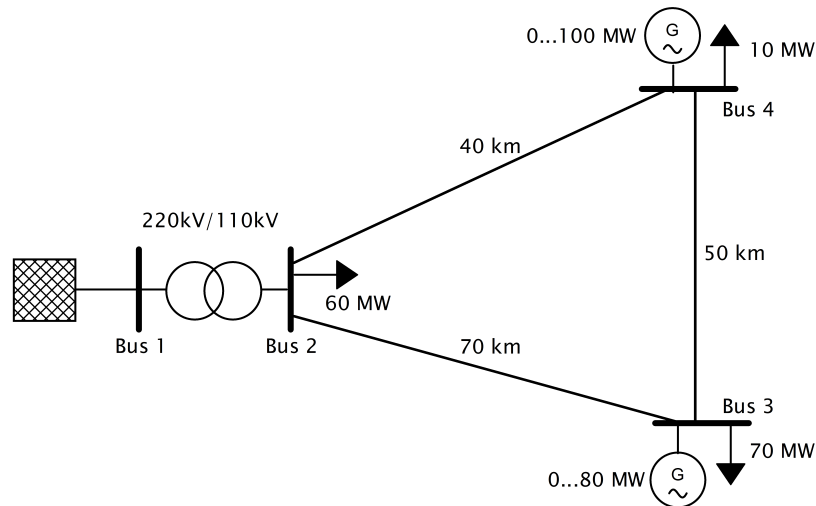 G
0...100 MW
10 MW
Bus 4
40 km
220kV/110kV
50 km
60 MW
Bus 1
Bus 2
70 km
Bus 3
70 MW
G
0...80 MW